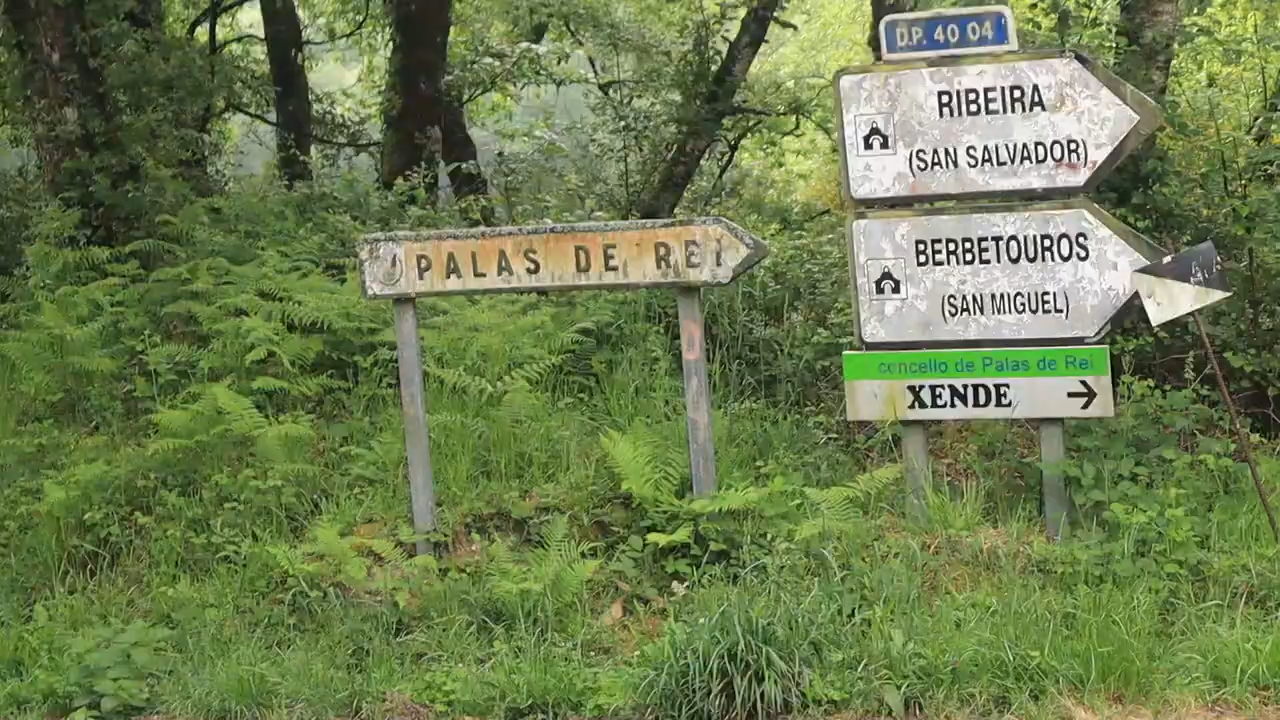 PALAS DE REI
D.P. 40 04
RIBEIRA
(SAN SALVADOR)
BERBETOUROS
(SAN MIGUEL)
concello de Palas de Rei
XENDE